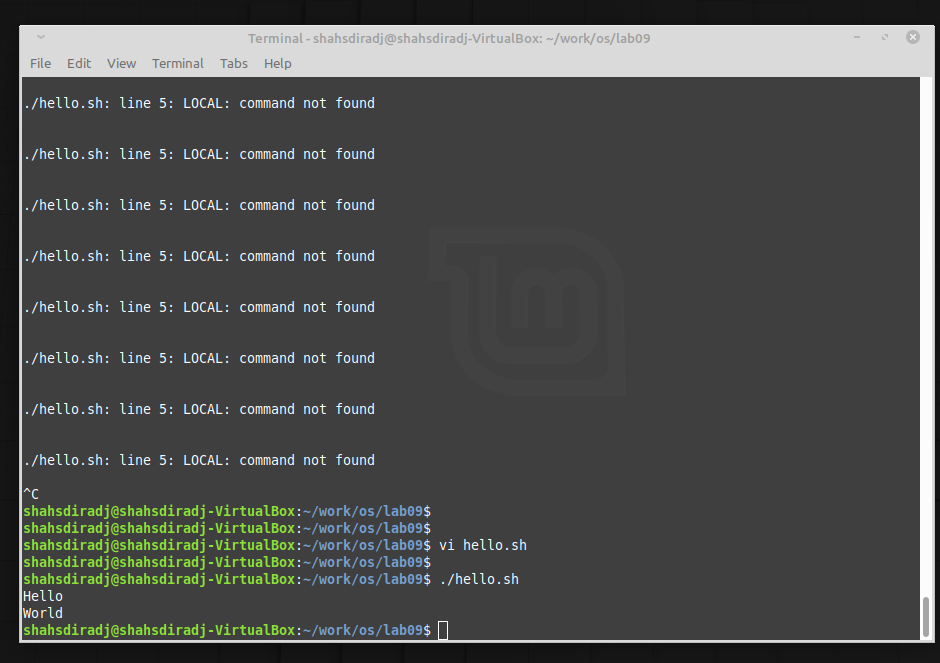 Terminal - shahsdiradj@shahsdiradj-VirtualBox: ~/work/os/lab09
File Edit View Terminal Tabs Help
./hello.sh: line 5: LOCAL: command not found
./hello.sh: line 5: LOCAL: command not found
./hello.sh: line 5: LOCAL: command not found
./hello.sh: line 5: LOCAL: command not found
./hello.sh: line 5: LOCAL: command not found
./hello.sh: line 5: LOCAL: command not found
./hello.sh: line 5: LOCAL: command not found
./hello.sh: line 5: LOCAL: command not found
^C
shahsdiradj@shahsdiradj-VirtualBox:~/work/os/lab09$
shahsdiradj@shahsdiradj-VirtualBox:~/work/os/lab09$
shahsdiradj@shahsdiradj-VirtualBox:~/work/os/lab09$ vi hello.sh
shahsdiradj@shahsdiradj-VirtualBox:~/work/os/lab09$
shahsdiradj@shahsdiradj-VirtualBox:~/work/os/lab09$ ./hello.sh
Hello
World
shahsdiradj@shahsdiradj-VirtualBox:~/work/os/lab09$